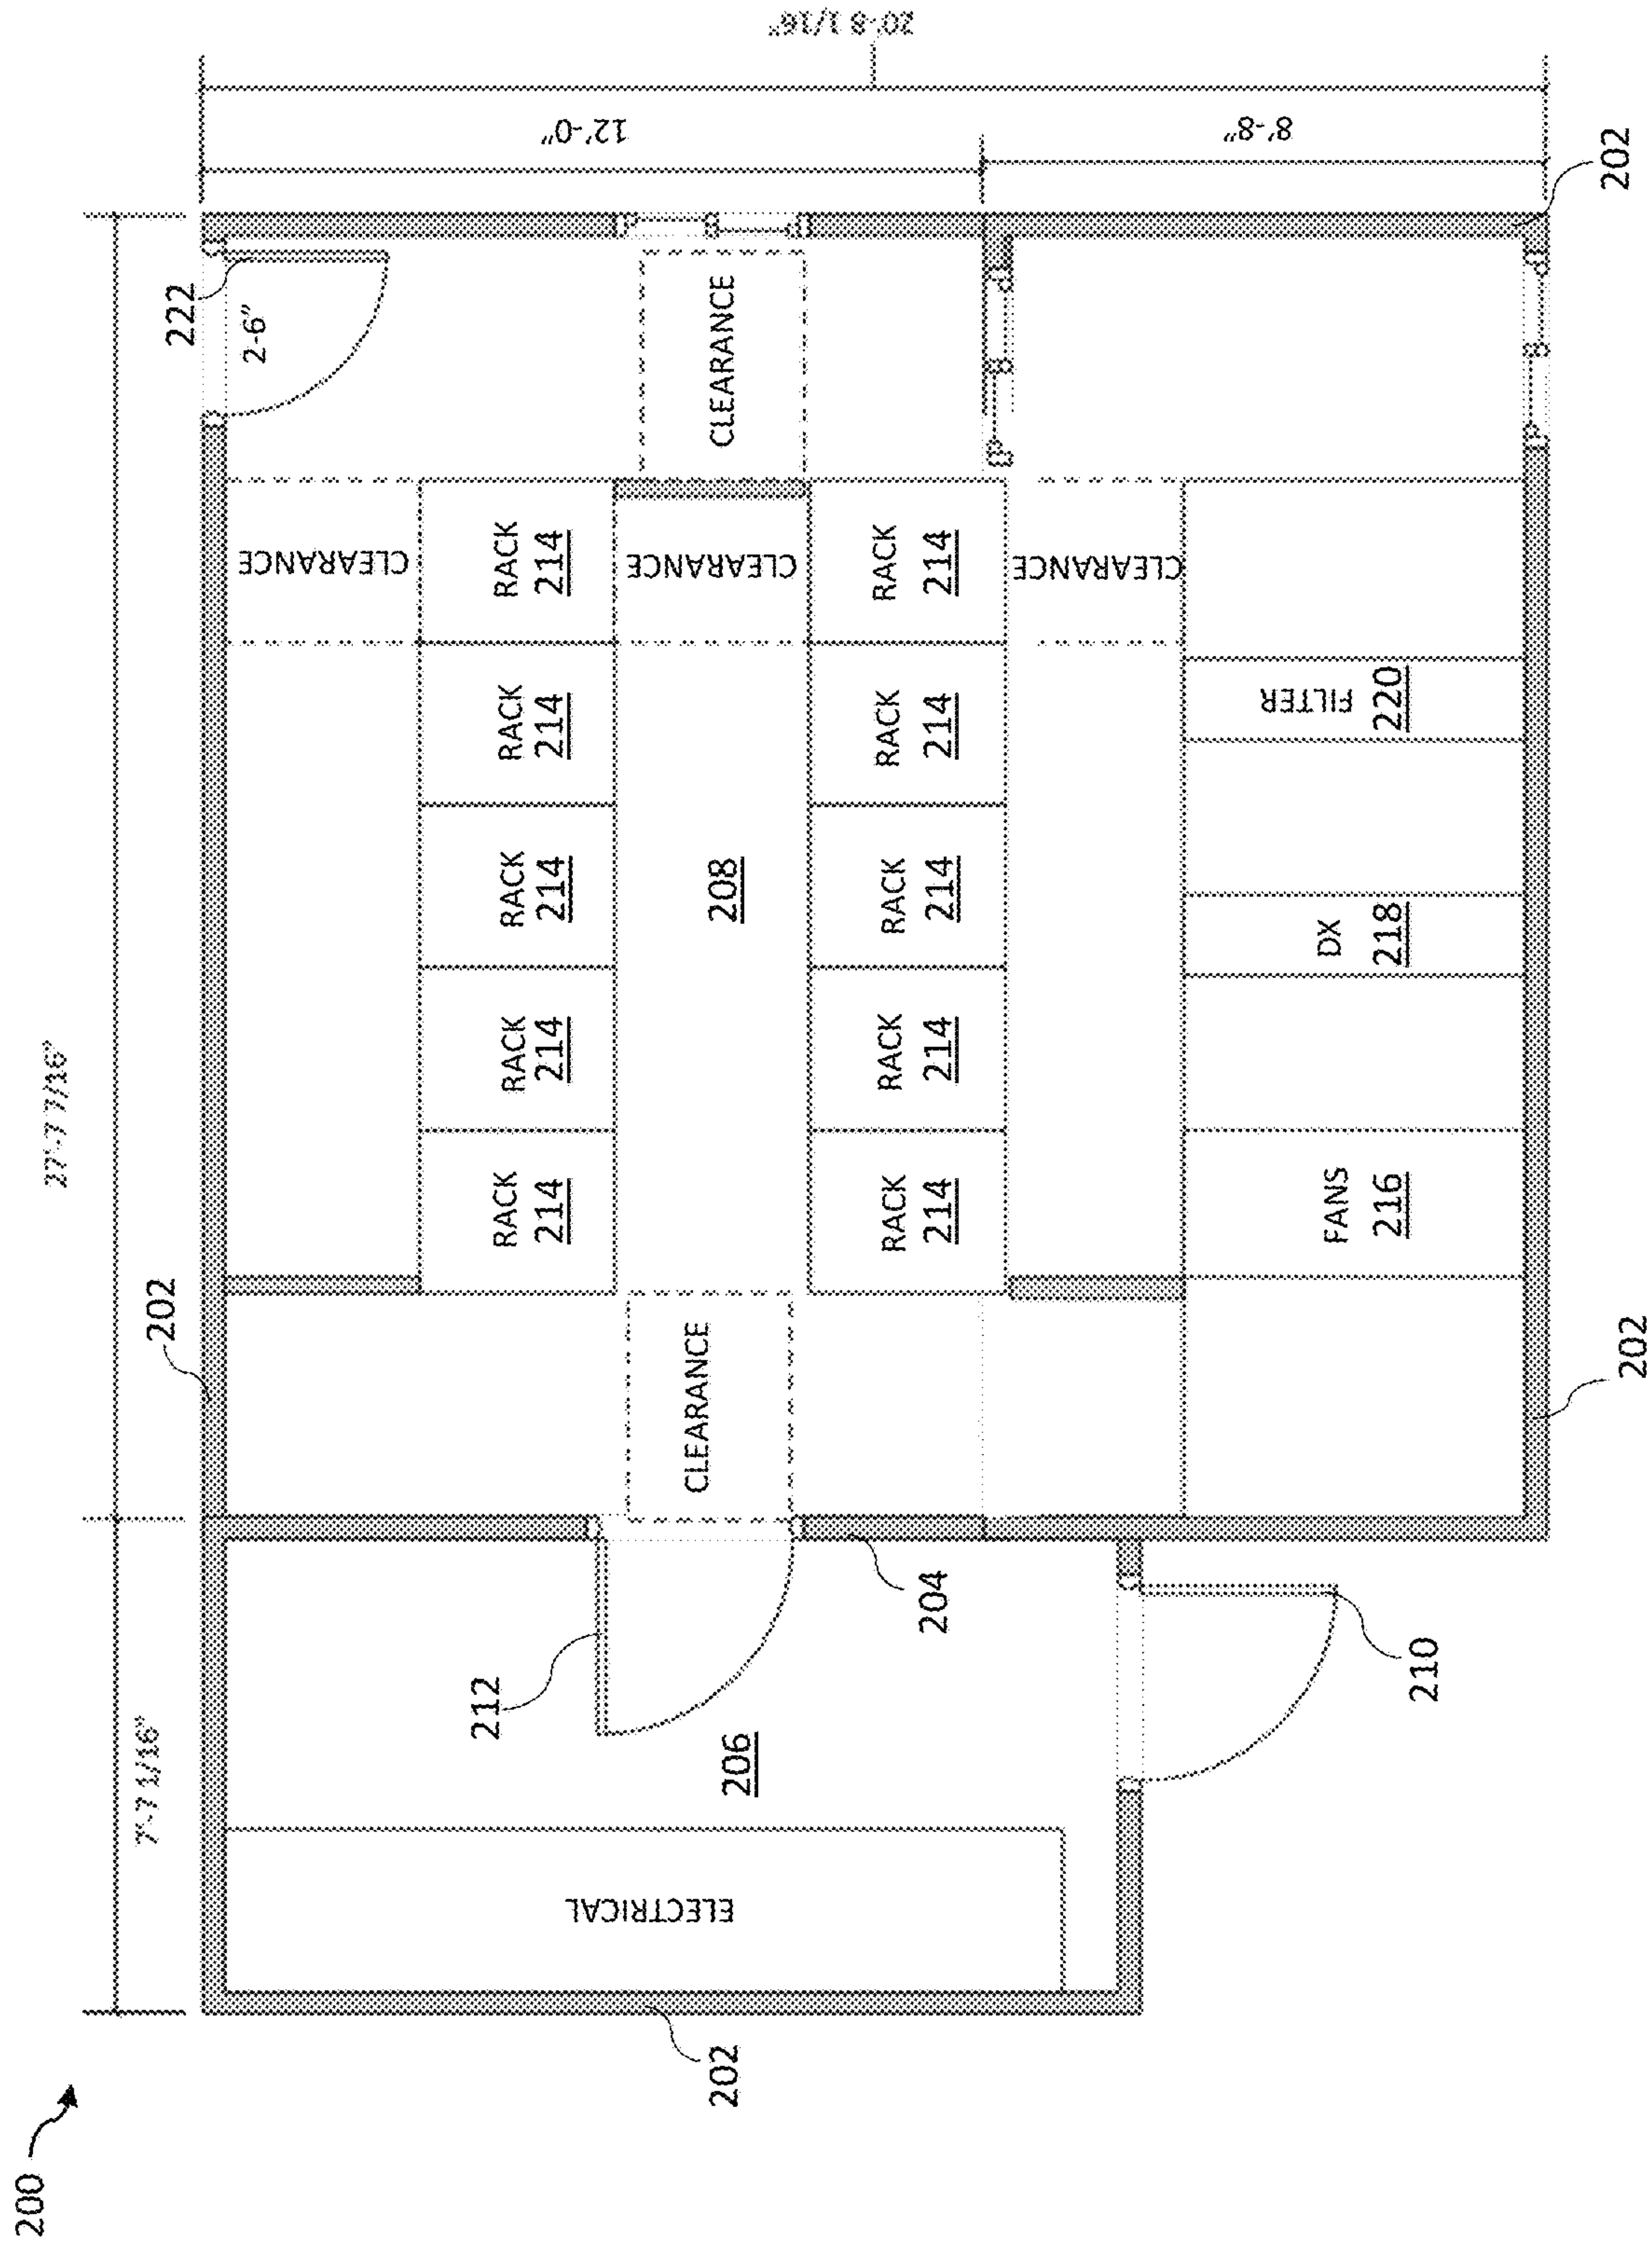 200
27'-7 7/16"
7'-7 1/16"
202
222
2-6"
CLEARANCE
12'-0"
20'-8 1/16"
212
RACK
214
RACK
214
RACK
214
RACK
214
RACK
214
ELECTRICAL
206
CLEARANCE
208
CLEARANCE
CLEARANCE
202
204
RACK
214
RACK
214
RACK
214
RACK
214
RACK
214
CLEARANCE
8'-8"
210
FANS
216
DX
218
FILTER
220
202
202